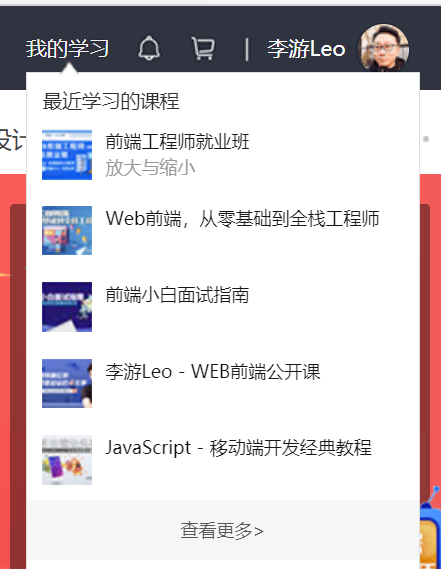 我的学习 | 李游Leo
设计
最近学习的课程
前端工程师就业班
放大与缩小
Web前端，从零基础到全栈工程师
前端小白面试指南
李游Leo - WEB前端公开课
JavaScript - 移动端开发经典教程
查看更多>